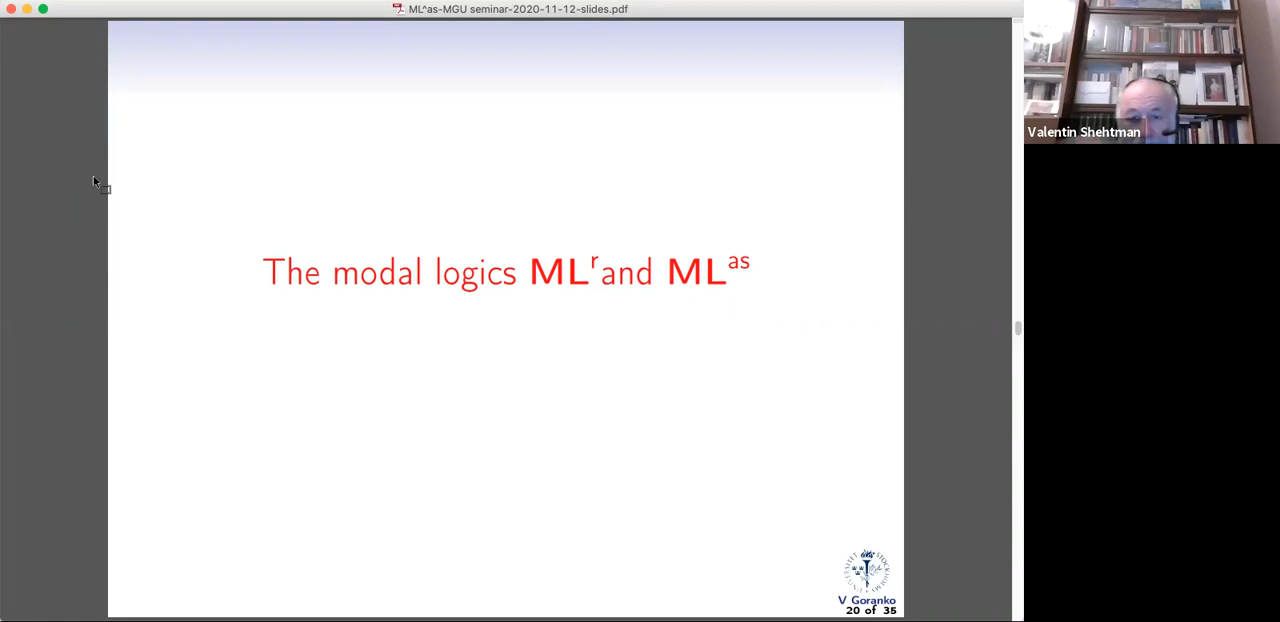 ML^as-MGU seminar-2020-11-12-slides.pdf
Valentin Shehtman
The modal logics ML^r and ML^as
V Goranko
20 of 35